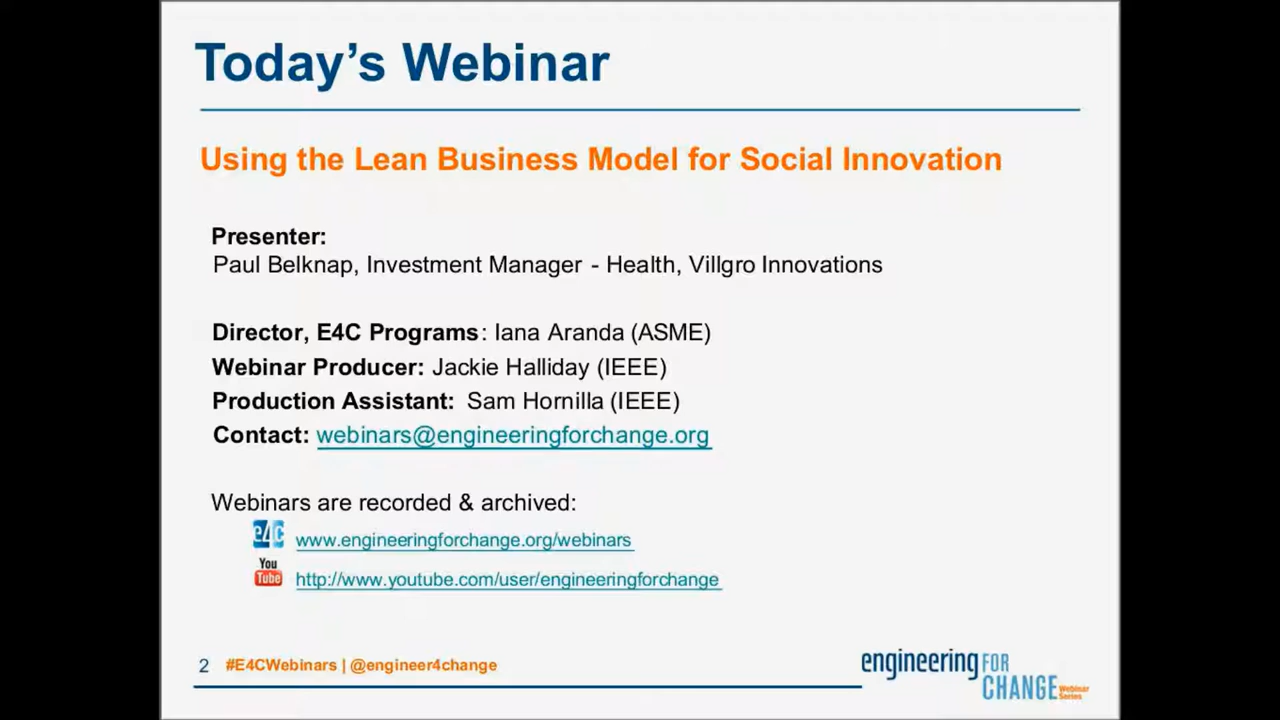 Today's Webinar
Using the Lean Business Model for Social Innovation
Presenter:
Paul Belknap, Investment Manager - Health, Villgro Innovations
Director, E4C Programs: Iana Aranda (ASME)
Webinar Producer: Jackie Halliday (IEEE)
Production Assistant: Sam Hornilla (IEEE)
Contact: webinars@engineeringforchange.org
Webinars are recorded & archived:
e4c www.engineeringforchange.org/webinars
You
Tube http://www.youtube.com/user/engineeringforchange
2 #E4CWebinars | @engineer4change
engineering FOR
CHANGE Webinar
Series